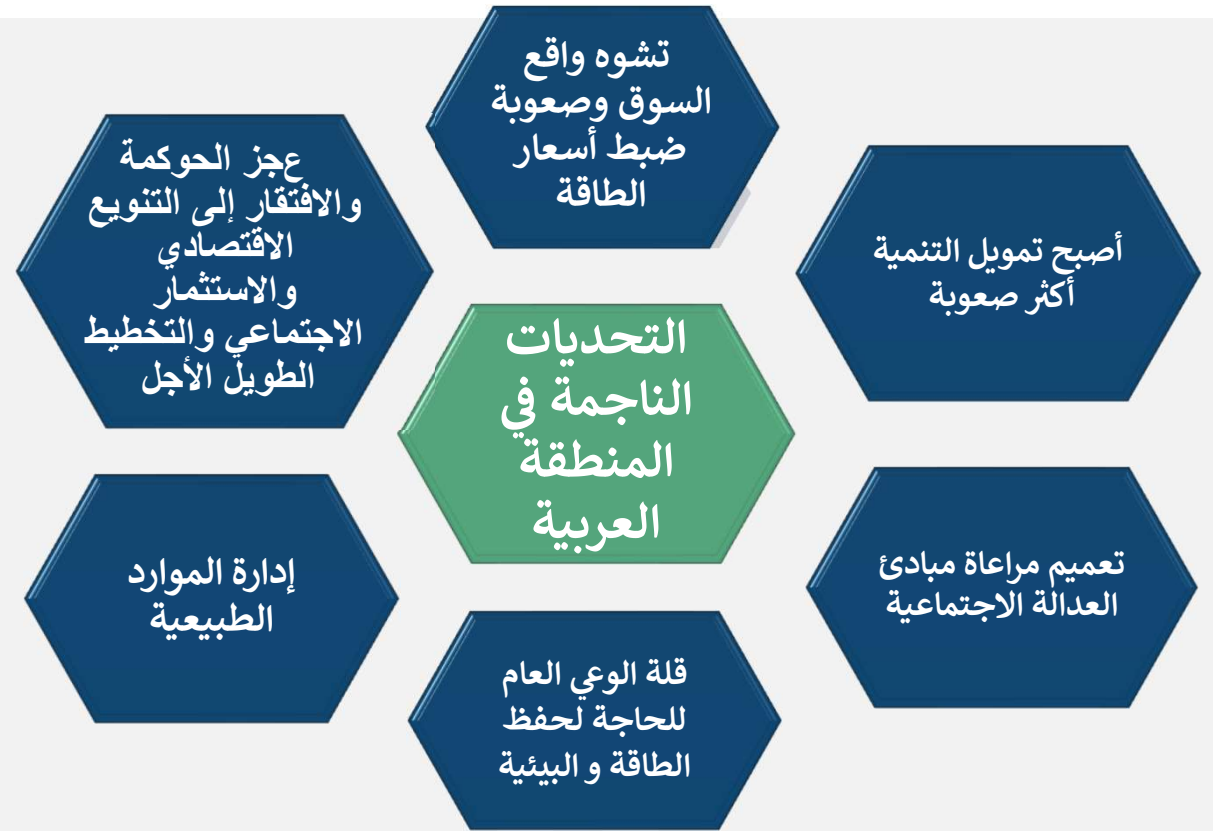 تشوه واقع
السوق وصعوبة
ضبط أسعار
الطاقة
أصبح تمويل التنمية
أكثر صعوبة
عجز الحوكمة
والافتقار إلى التنويع
الاقتصادي
والاستثمار
الاجتماعي والتخطيط
الطويل الأجل
التحديات
الناجمة في
المنطقة
العربية
تعميم مراعاة مبادئ
العدالة الاجتماعية
إدارة الموارد
الطبيعية
قلة الوعي العام
للحاجة لحفظ
الطاقة و البيئية